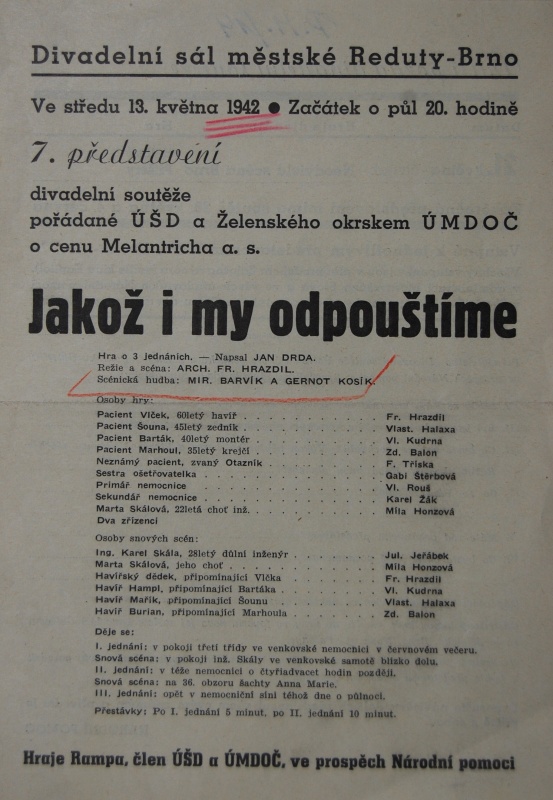 Divadelní sál městské Reduty-Brno
Ve středu 13. května 1942 ● Začátek o půl 20. hodině
7. představení
divadelní soutěže
pořádané ÚŠD a Želenského okrskem ÚMDOČ
o cenu Melantricha a. s.
Jakož i my odpouštíme
Hra o 3 jednáních. — Napsal JAN DRDA.
Režie a scéna: ARCH. FR. HRAZDIL.
Scénická hudba: MIR. BARVÍK A GERNOT KOSÍK.
Osoby hry:
Pacient Vlček, 60letý havíř . . . . . . . . . . Fr. Hrazdil
Pacient Šouna, 45letý zedník . . . . . . . . . . Vlast. Halaxa
Pacient Barták, 40letý montér . . . . . . . . . . Vl. Kudrna
Pacient Marhoul, 35letý krejčí . . . . . . . . . . Zd. Balon
Neznámý pacient, zvaný Otazník . . . . . . . . . F. Tříska
Sestra ošetřovatelka . . . . . . . . . . Gabi Štěrbová
Primář nemocnice . . . . . . . . . . Vl. Rouš
Sekundář nemocnice . . . . . . . . . . Karel Žák
Marta Skálová, 22letá choť inž. . . . . . . . . Mila Honzová
Dva zřízenci
Osoby snových scén:
Ing. Karel Skála, 28letý důlní inženýr . . . . . . . Jul. Jeřábek
Marta Skálová, jeho choť . . . . . . . . . . Mila Honzová
Havířský dědek, připomínající Vlčka . . . . . . . Fr. Hrazdil
Havíř Hampl, připomínající Bartáka . . . . . . . Vl. Kudrna
Havíř Mařík, připomínající Šounu . . . . . . . Vlast. Halaxa
Havíř Burian, připomínající Marhoula . . . . . . . Zd. Balon
Děje se:
I. jednání: v pokoji třetí třídy ve venkovské nemocnici v červnovém večeru.
Snová scéna: v pokoji inž. Skály ve venkovské samotě blízko dolu.
II. jednání: v téže nemocnici o čtyřiadvacet hodin později.
Snová scéna: na 36. obzoru šachty Anna Marie.
III. jednání: opět v nemocniční síni téhož dne o půlnoci.
Přestávky: Po I. jednání 5 minut, po II. jednání 10 minut.
Hraje Rampa, člen ÚŠD a ÚMDOČ, ve prospěch Národní pomoci